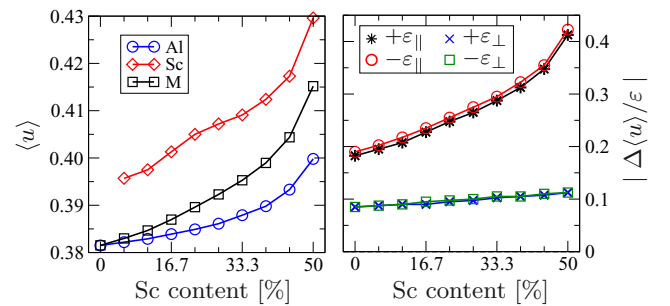 0.43
0.42
0.41
0.40
0.39
0.38
⟨u⟩
Al
Sc
M
0 16.7 33.3 50
Sc content [%]
+ε∥ +ε⊥
−ε∥ −ε⊥
0.4
0.3
0.2
0.1
0
| Δ⟨u⟩/ε |
0 16.7 33.3 50
Sc content [%]